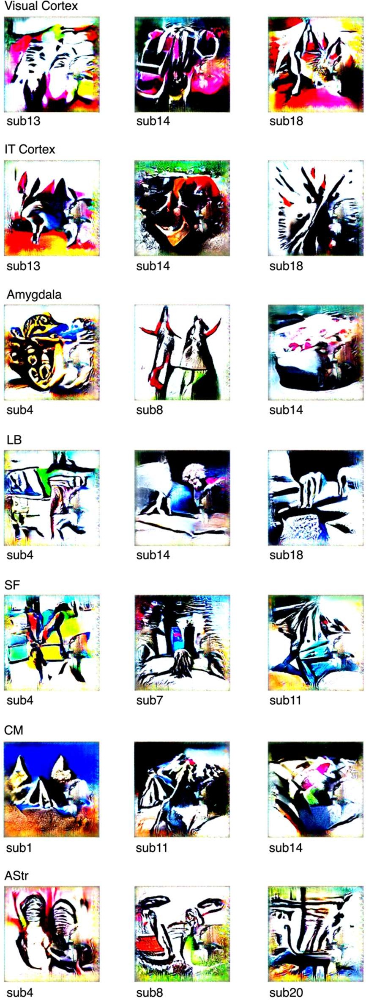 Visual Cortex
sub13 sub14 sub18
IT Cortex
sub13 sub14 sub18
Amygdala
sub4 sub8 sub14
LB
sub4 sub14 sub18
SF
sub4 sub7 sub11
CM
sub1 sub11 sub14
AStr
sub4 sub8 sub20